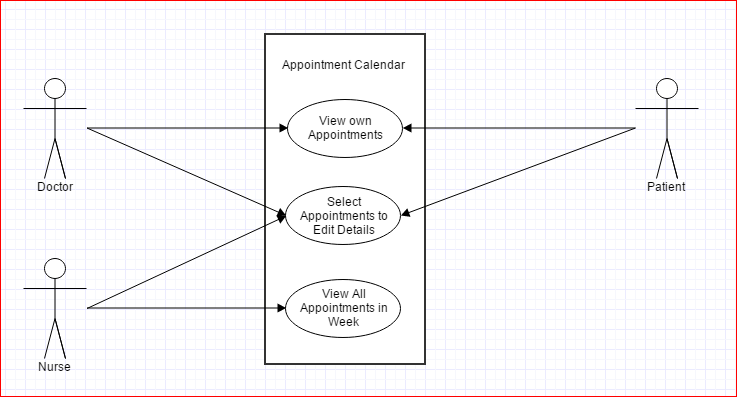 Appointment Calendar
View own
Appointments
Doctor
Patient
Select
Appointments to
Edit Details
View All
Appointments in
Week
Nurse